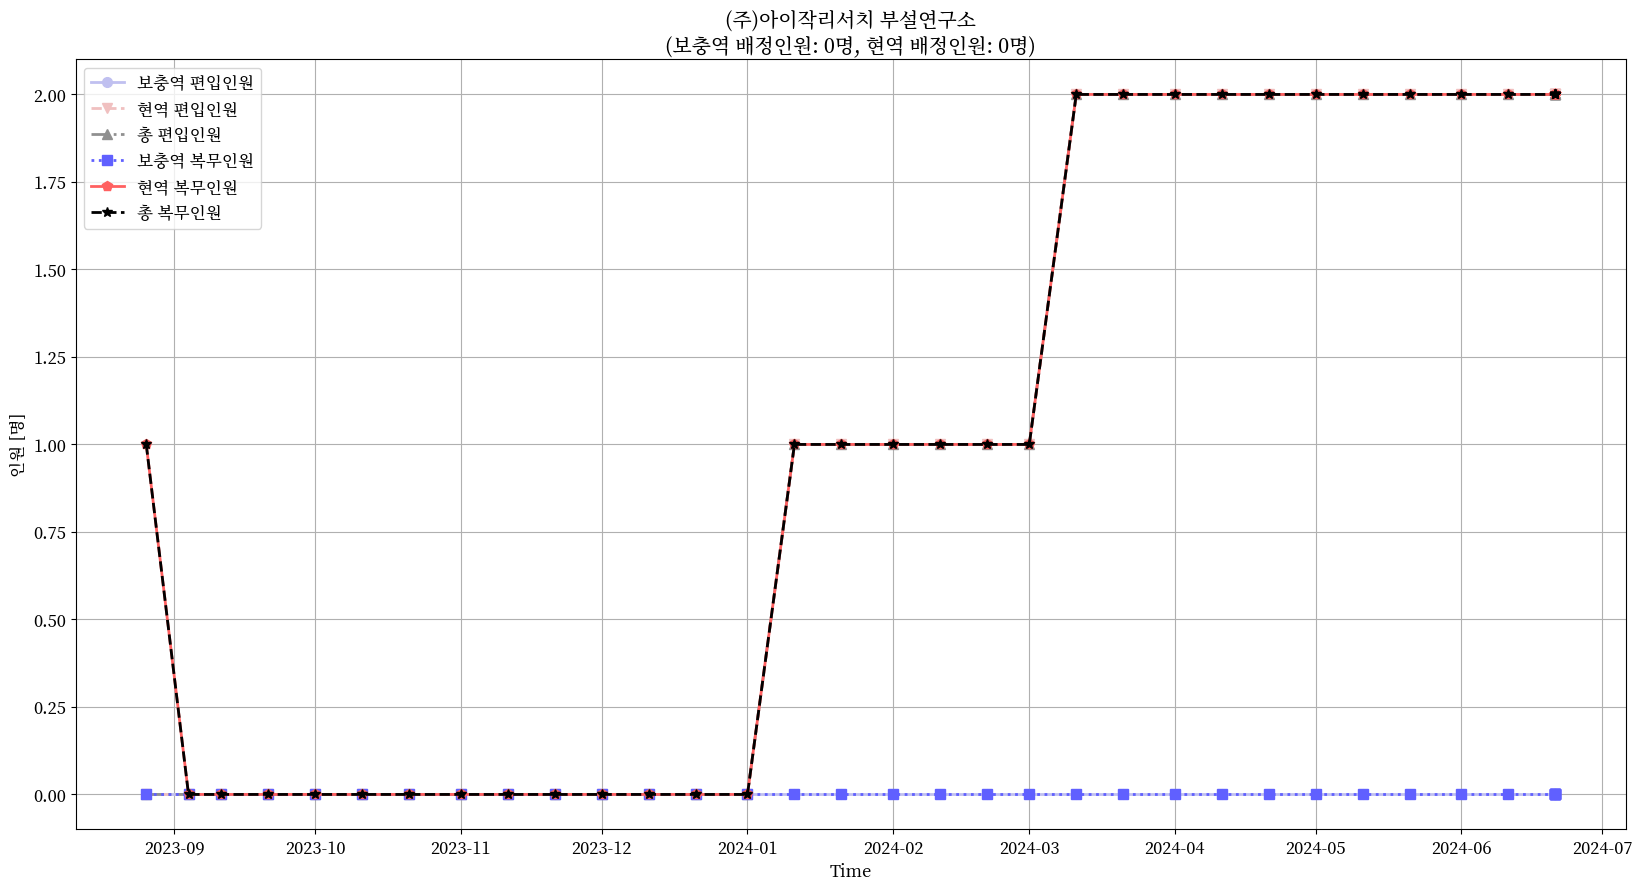 (주)아이작리서치 부설연구소
(보충역 배정인원: 0명, 현역 배정인원: 0명)
보충역 편입인원
현역 편입인원
총 편입인원
보충역 복무인원
현역 복무인원
총 복무인원
2.00
1.75
1.50
1.25
1.00
0.75
0.50
0.25
0.00
인원 [명]
2023-09
2023-10
2023-11
2023-12
2024-01
2024-02
2024-03
2024-04
2024-05
2024-06
2024-07
Time